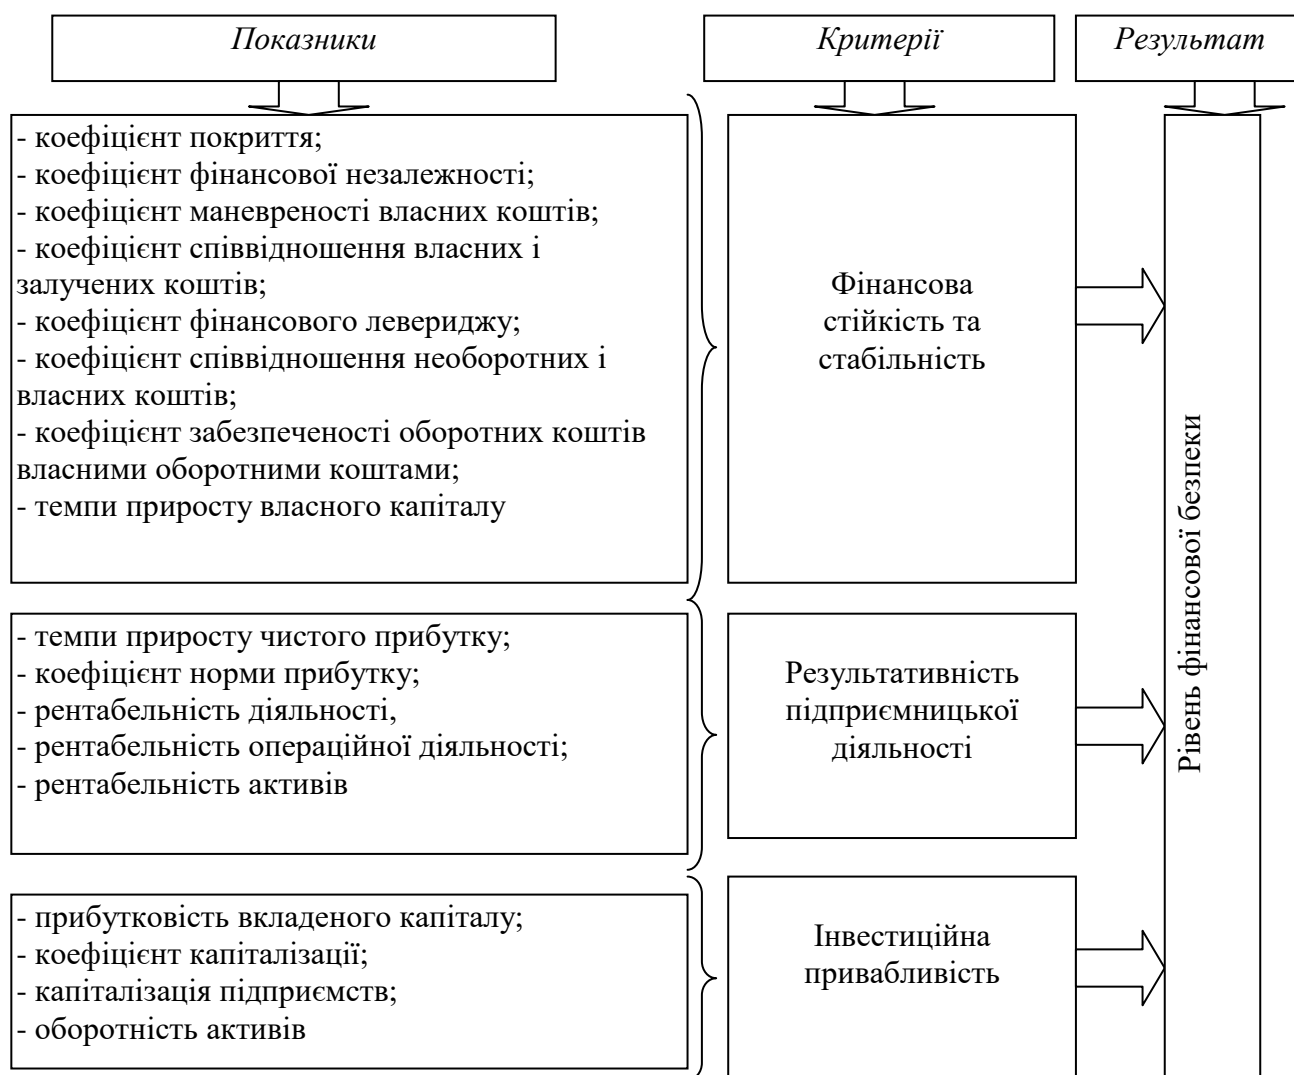 Показники
Критерії
Результат
- коефіцієнт покриття;
- коефіцієнт фінансової незалежності;
- коефіцієнт маневреності власних коштів;
- коефіцієнт співвідношення власних і
залучених коштів;
- коефіцієнт фінансового левериджу;
- коефіцієнт співвідношення необоротних і
власних коштів;
- коефіцієнт забезпеченості оборотних коштів
власними оборотними коштами;
- темпи приросту власного капіталу
Фінансова
стійкість та
стабільність
- темпи приросту чистого прибутку;
- коефіцієнт норми прибутку;
- рентабельність діяльності,
- рентабельність операційної діяльності;
- рентабельність активів
Результативність
підприємницької
діяльності
- прибутковість вкладеного капіталу;
- коефіцієнт капіталізації;
- капіталізація підприємств;
- оборотність активів
Інвестиційна
привабливість
Рівень фінансової безпеки